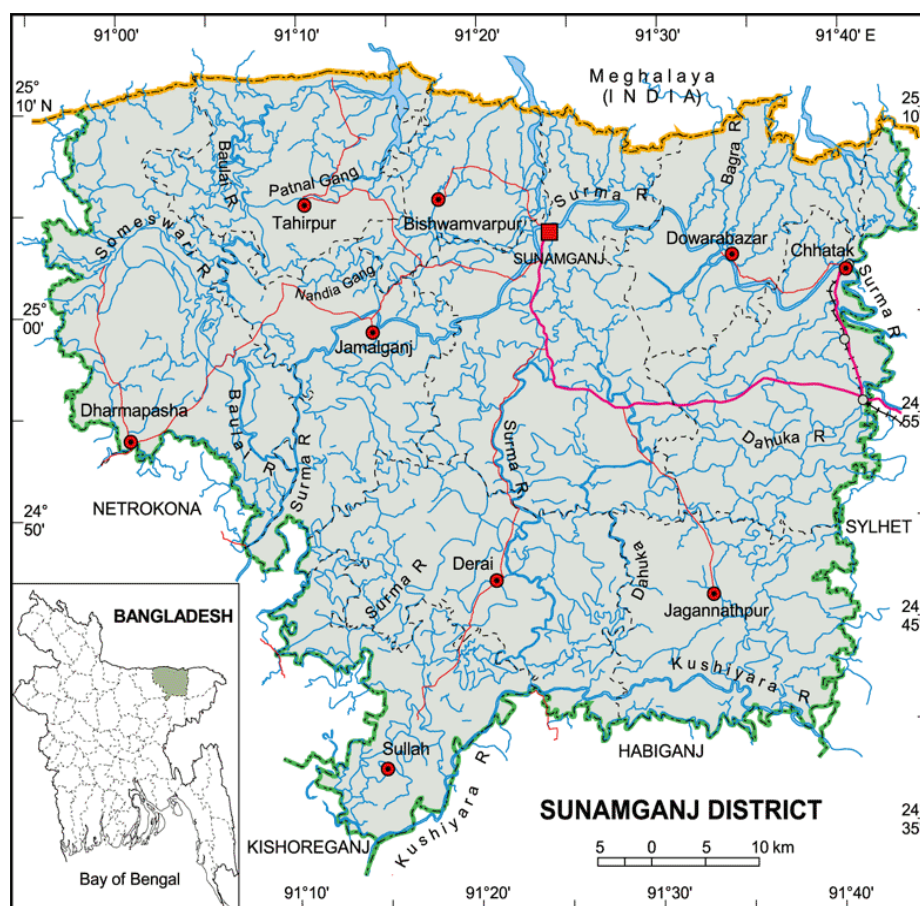 91°00' 91°10' 91°20' 91°30' 91°40' E
25°
10' N
Meghalaya
(INDIA)
25
10
Baulai R
Patnai Gang
Tahirpur
Bishwamvarpur
Surma R
Bagra R
SUNAMGANJ
Dowarabazar
Chhatak
Someswari R
Nandia Gang
Surma R
25°
00'
Jamalganj
Dharmapasha
Baulai R
Surma R
Surma R
24
55
Dahuka R
24°
50'
NETROKONA
SYLHET
Derai
Surma R
Dahuka
Jagannathpur
24
45
BANGLADESH
Kushiyara R
HABIGANJ
Sullah
Kushiyara R
SUNAMGANJ DISTRICT
24
35
KISHOREGANJ
5 0 5 10 km
Bay of Bengal
91°10' 91°20' 91°30' 91°40'